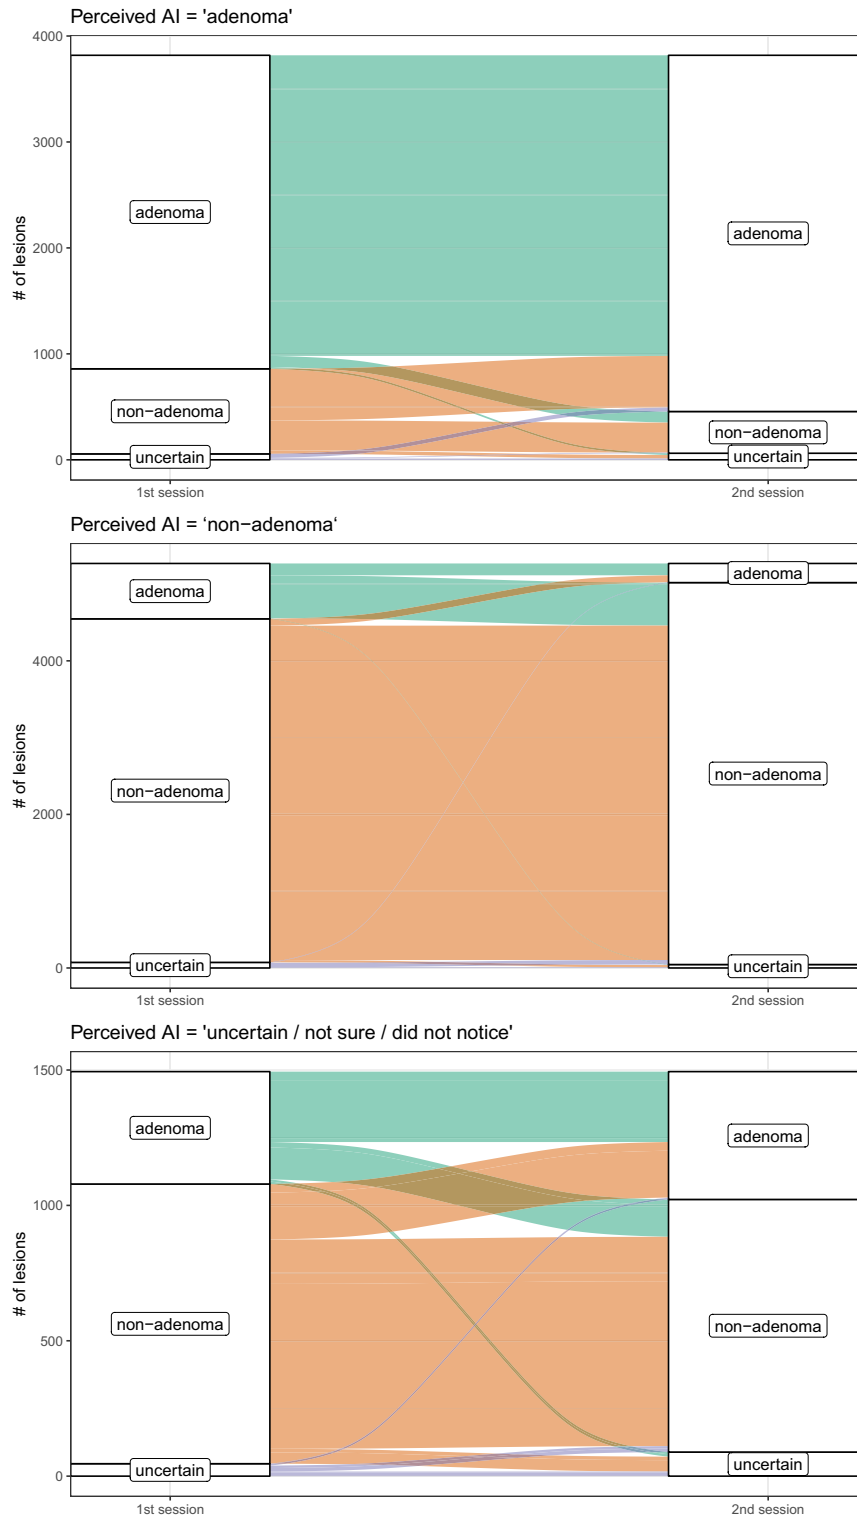 Perceived AI = 'adenoma'
4000
3000
2000
1000
0
# of lesions
adenoma
non−adenoma
uncertain
adenoma
non−adenoma
uncertain
1st session
2nd session
Perceived AI = ‘non−adenoma‘
4000
2000
0
# of lesions
adenoma
non−adenoma
uncertain
adenoma
non−adenoma
uncertain
1st session
2nd session
Perceived AI = 'uncertain / not sure / did not notice'
1500
1000
500
0
# of lesions
adenoma
non−adenoma
uncertain
adenoma
non−adenoma
uncertain
1st session
2nd session